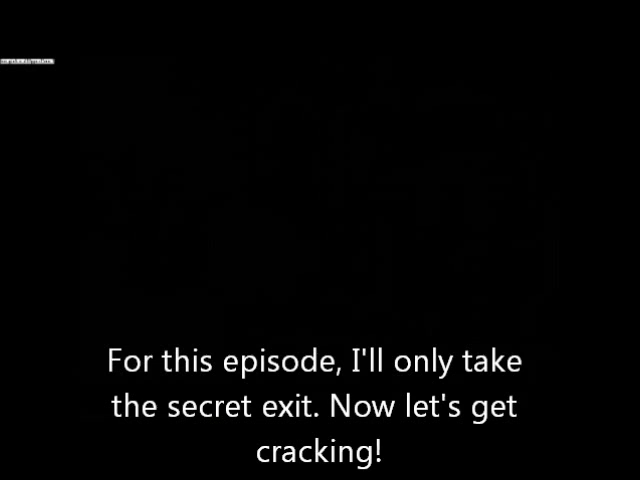 For this episode, I'll only take
the secret exit. Now let's get
cracking!